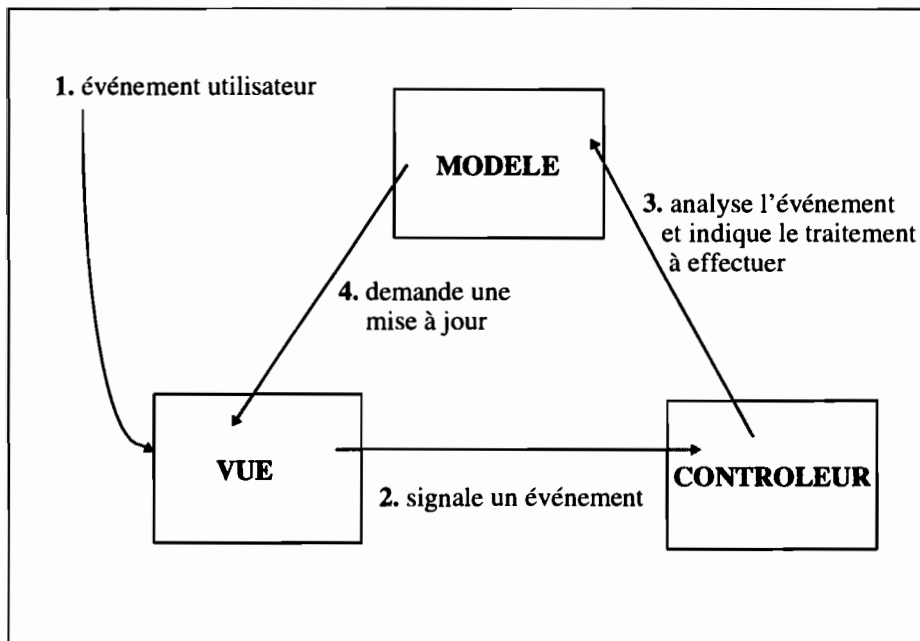 1. événement utilisateur
MODELE
3. analyse l'événement
et indique le traitement
à effectuer
4. demande une
mise à jour
VUE
2. signale un événement
CONTROLEUR